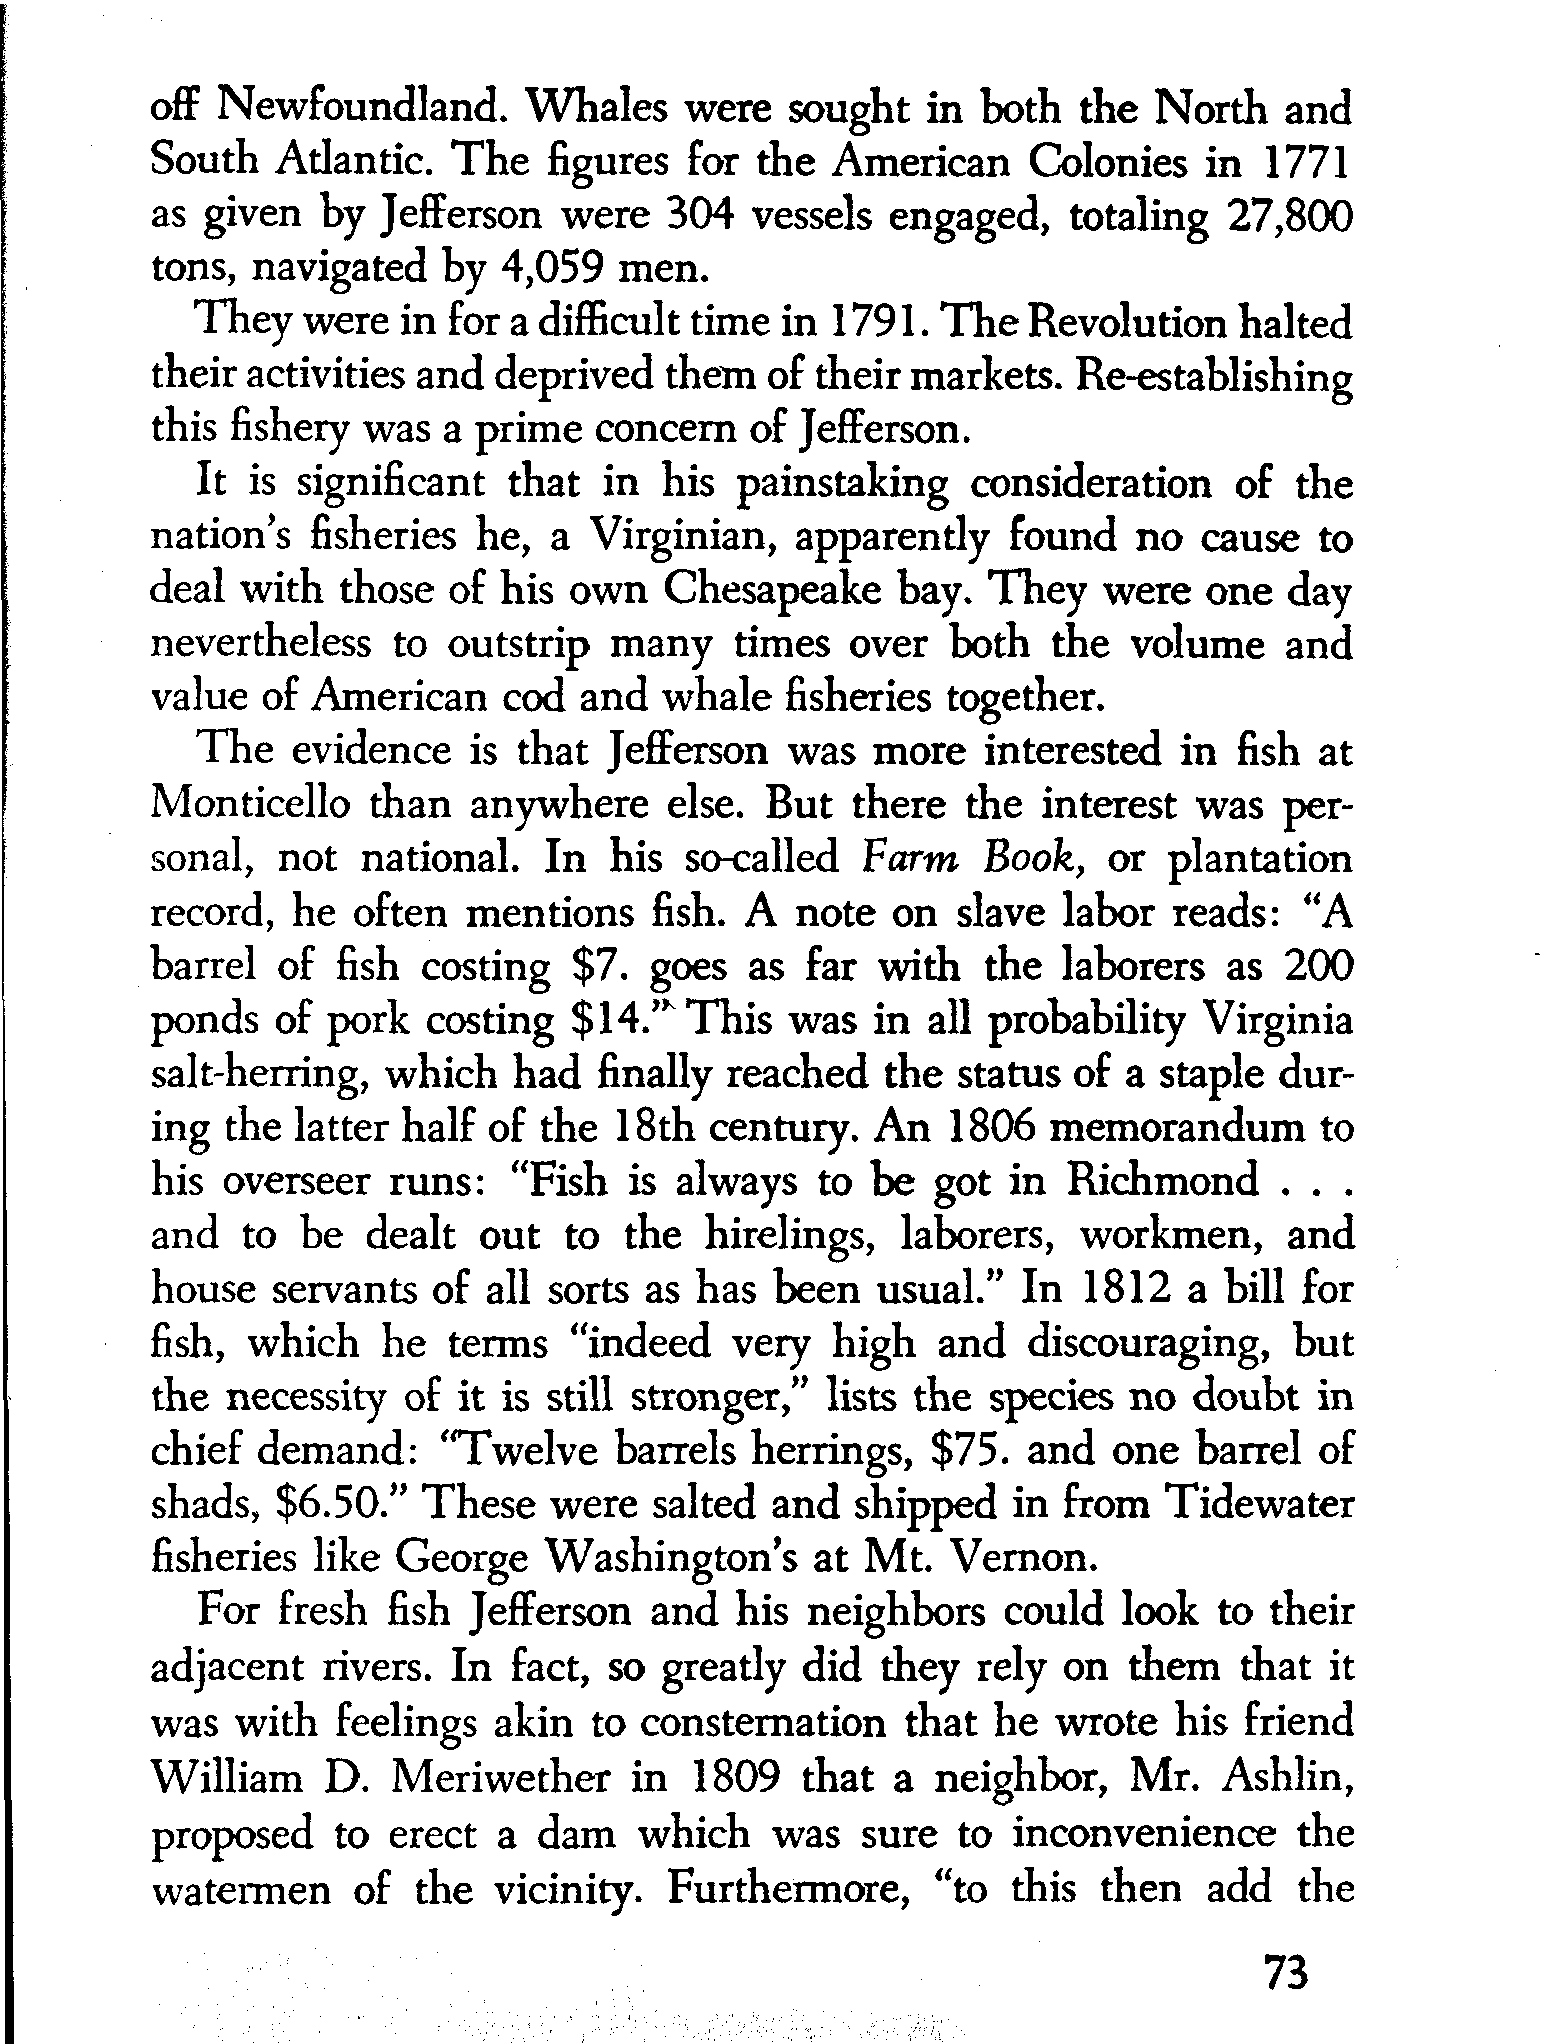 off Newfoundland. Whales were sought in both the North and
South Atlantic. The figures for the American Colonies in 1771
as given by Jefferson were 304 vessels engaged, totaling 27,800
tons, navigated by 4,059 men.
They were in for a difficult time in 1791. The Revolution halted
their activities and deprived them of their markets. Re-establishing
this fishery was a prime concern of Jefferson.
It is significant that in his painstaking consideration of the
nation's fisheries he, a Virginian, apparently found no cause to
deal with those of his own Chesapeake bay. They were one day
nevertheless to outstrip many times over both the volume and
value of American cod and whale fisheries together.
The evidence is that Jefferson was more interested in fish at
Monticello than anywhere else. But there the interest was per-
sonal, not national. In his so-called Farm Book, or plantation
record, he often mentions fish. A note on slave labor reads: "A
barrel of fish costing $7. goes as far with the laborers as 200
ponds of pork costing $14." This was in all probability Virginia
salt-herring, which had finally reached the status of a staple dur-
ing the latter half of the 18th century. An 1806 memorandum to
his overseer runs: "Fish is always to be got in Richmond . . .
and to be dealt out to the hirelings, laborers, workmen, and
house servants of all sorts as has been usual." In 1812 a bill for
fish, which he terms "indeed very high and discouraging, but
the necessity of it is still stronger," lists the species no doubt in
chief demand: "Twelve barrels herrings, $75. and one barrel of
shads, $6.50." These were salted and shipped in from Tidewater
fisheries like George Washington's at Mt. Vernon.
For fresh fish Jefferson and his neighbors could look to their
adjacent rivers. In fact, so greatly did they rely on them that it
was with feelings akin to consternation that he wrote his friend
William D. Meriwether in 1809 that a neighbor, Mr. Ashlin,
proposed to erect a dam which was sure to inconvenience the
watermen of the vicinity. Furthermore, "to this then add the
73